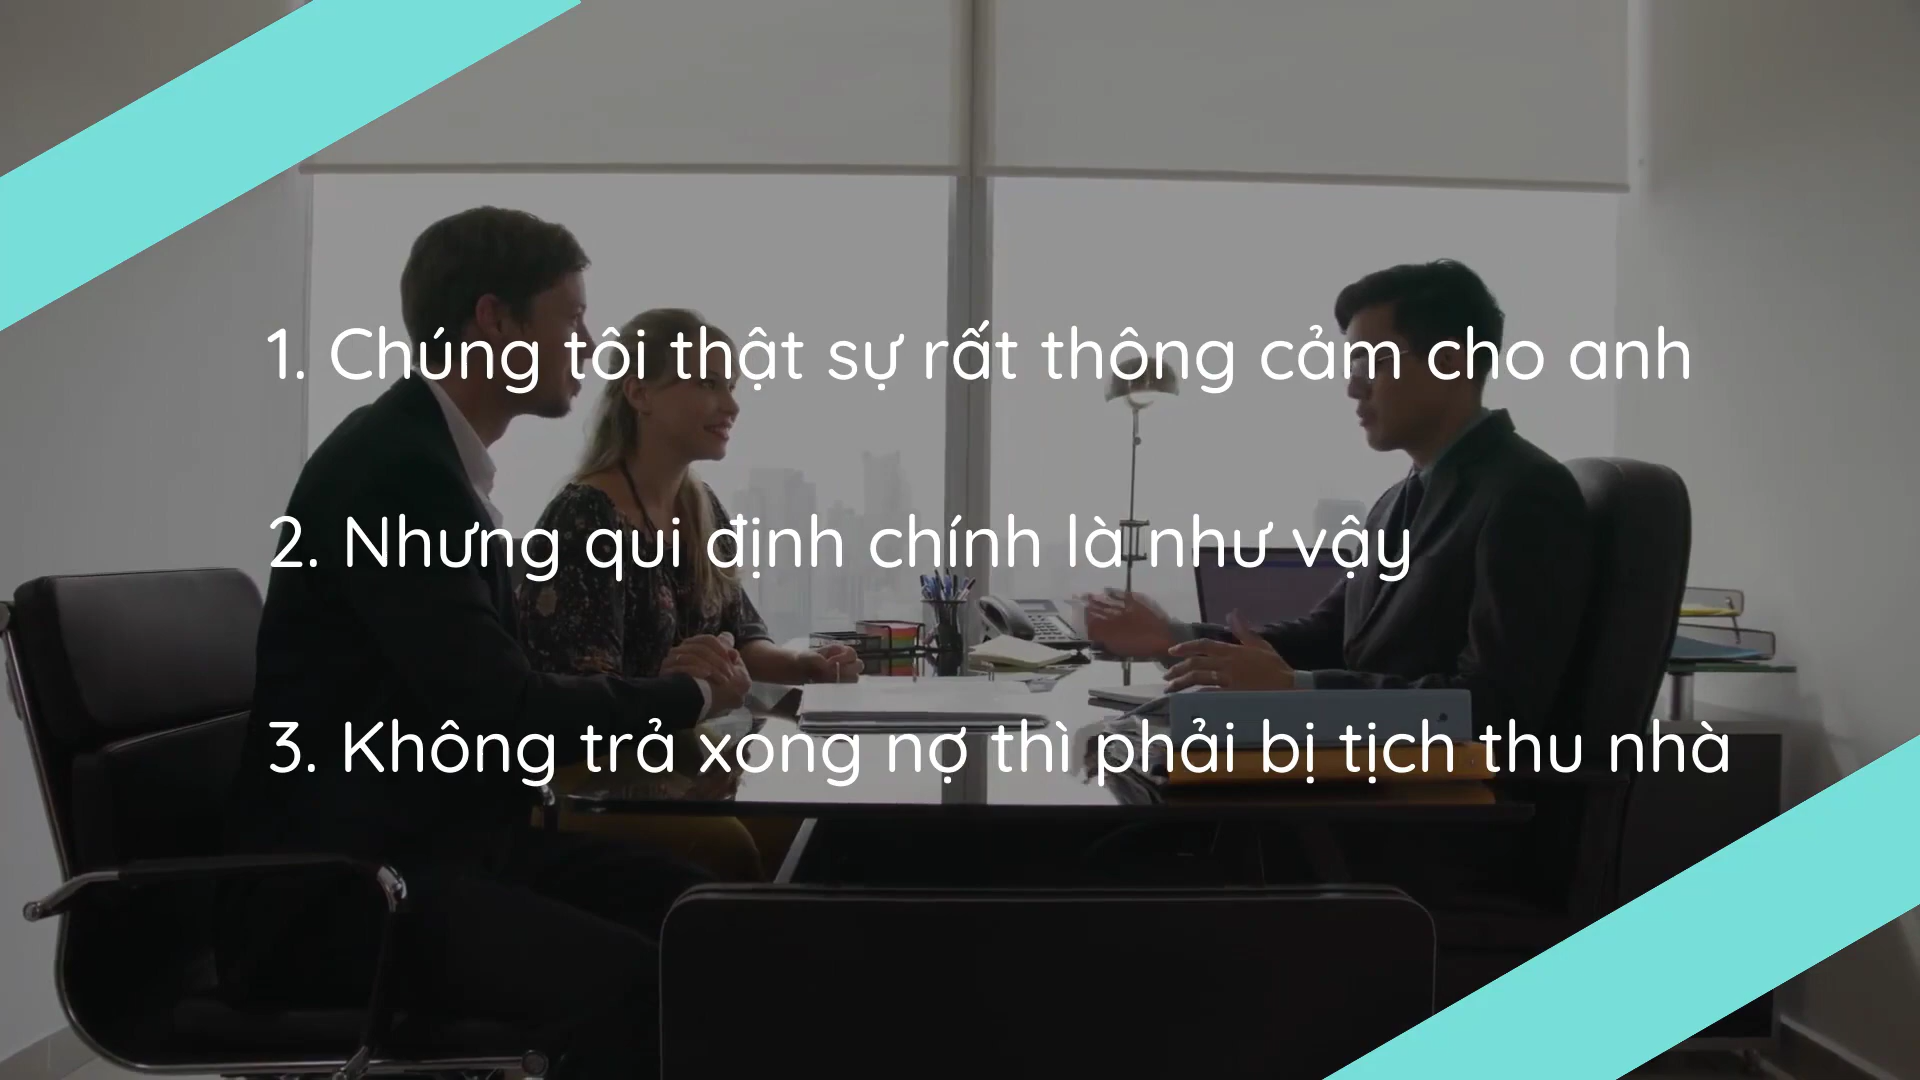 1. Chúng tôi thật sự rất thông cảm cho anh
2. Nhưng qui định chính là như vậy
3. Không trả xong nợ thì phải bị tịch thu nhà